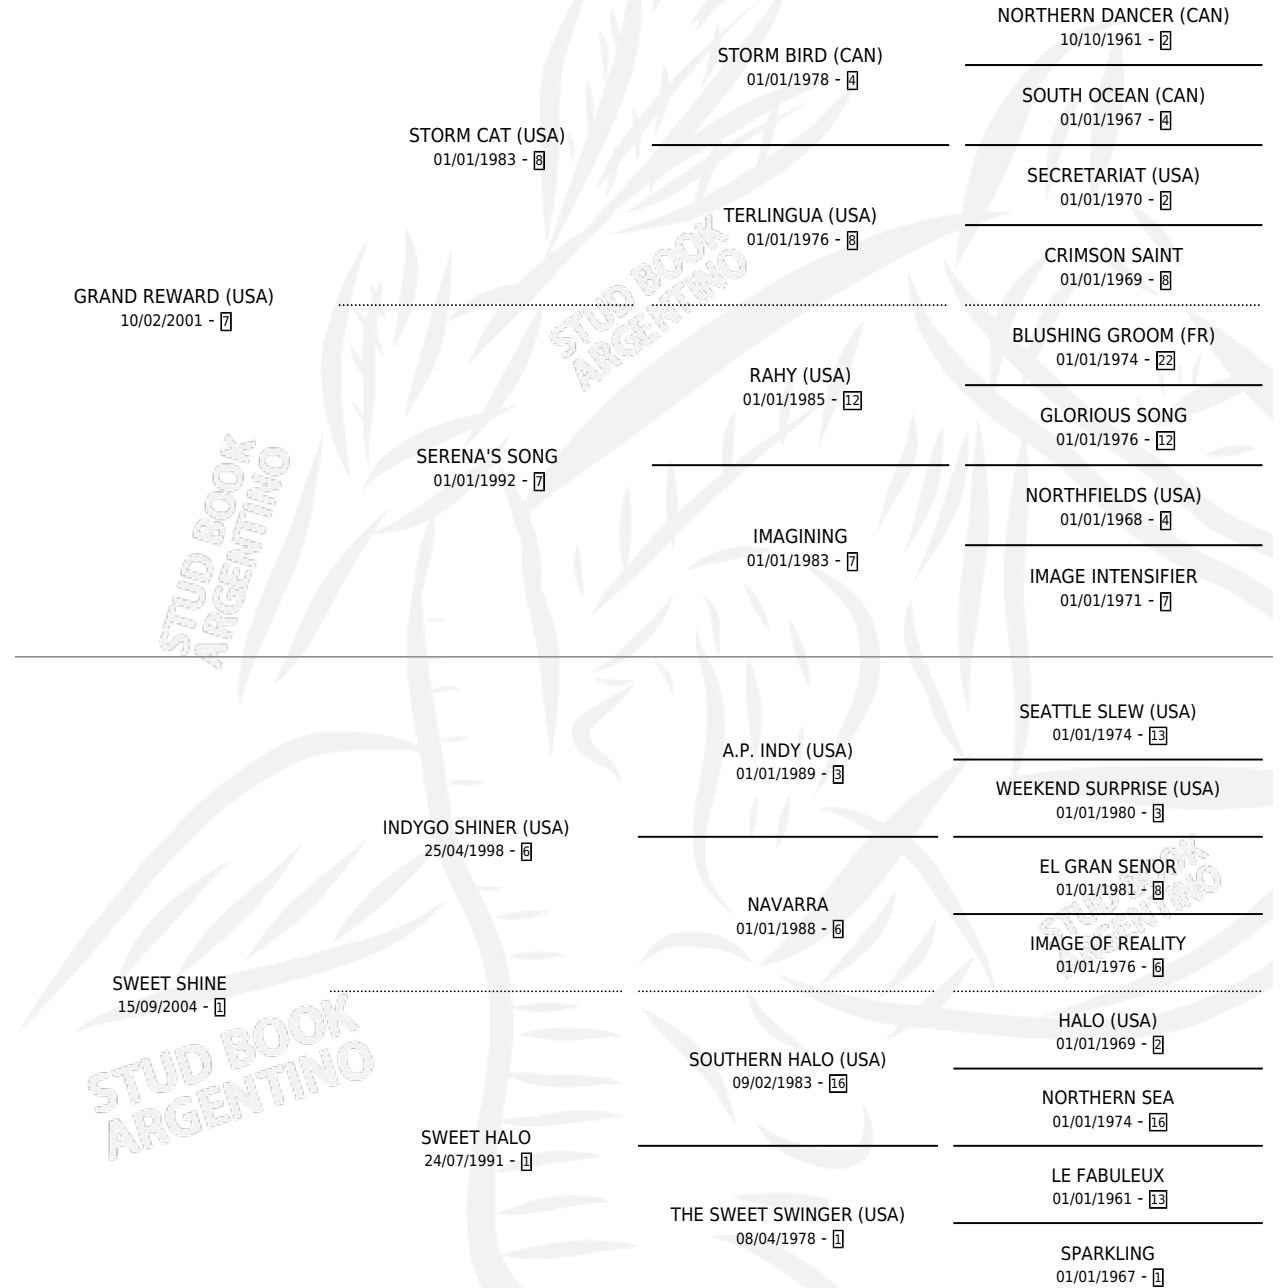 GRAND REWARD (USA)
10/02/2001 - 7
STORM CAT (USA)
01/01/1983 - 8
SERENA'S SONG
01/01/1992 - 7
STORM BIRD (CAN)
01/01/1978 - 4
TERLINGUA (USA)
01/01/1976 - 8
RAHY (USA)
01/01/1985 - 12
IMAGINING
01/01/1983 - 7
NORTHERN DANCER (CAN)
10/10/1961 - 2
SOUTH OCEAN (CAN)
01/01/1967 - 4
SECRETARIAT (USA)
01/01/1970 - 2
CRIMSON SAINT
01/01/1969 - 8
BLUSHING GROOM (FR)
01/01/1974 - 22
GLORIOUS SONG
01/01/1976 - 12
NORTHFIELDS (USA)
01/01/1968 - 4
IMAGE INTENSIFIER
01/01/1971 - 7
STUD BOOK
ARGENTINO
STUD BOOK
ARGENTINO
SWEET SHINE
15/09/2004 - 1
INDYGO SHINER (USA)
25/04/1998 - 6
SWEET HALO
24/07/1991 - 1
A.P. INDY (USA)
01/01/1989 - 3
NAVARRA
01/01/1988 - 6
SOUTHERN HALO (USA)
09/02/1983 - 16
THE SWEET SWINGER (USA)
08/04/1978 - 1
SEATTLE SLEW (USA)
01/01/1974 - 13
WEEKEND SURPRISE (USA)
01/01/1980 - 3
EL GRAN SENOR
01/01/1981 - 8
IMAGE OF REALITY
01/01/1976 - 6
HALO (USA)
01/01/1969 - 2
NORTHERN SEA
01/01/1974 - 16
LE FABULEUX
01/01/1961 - 13
SPARKLING
01/01/1967 - 1
STUD BOOK
ARGENTINO
STUD BOOK
ARGENTINO